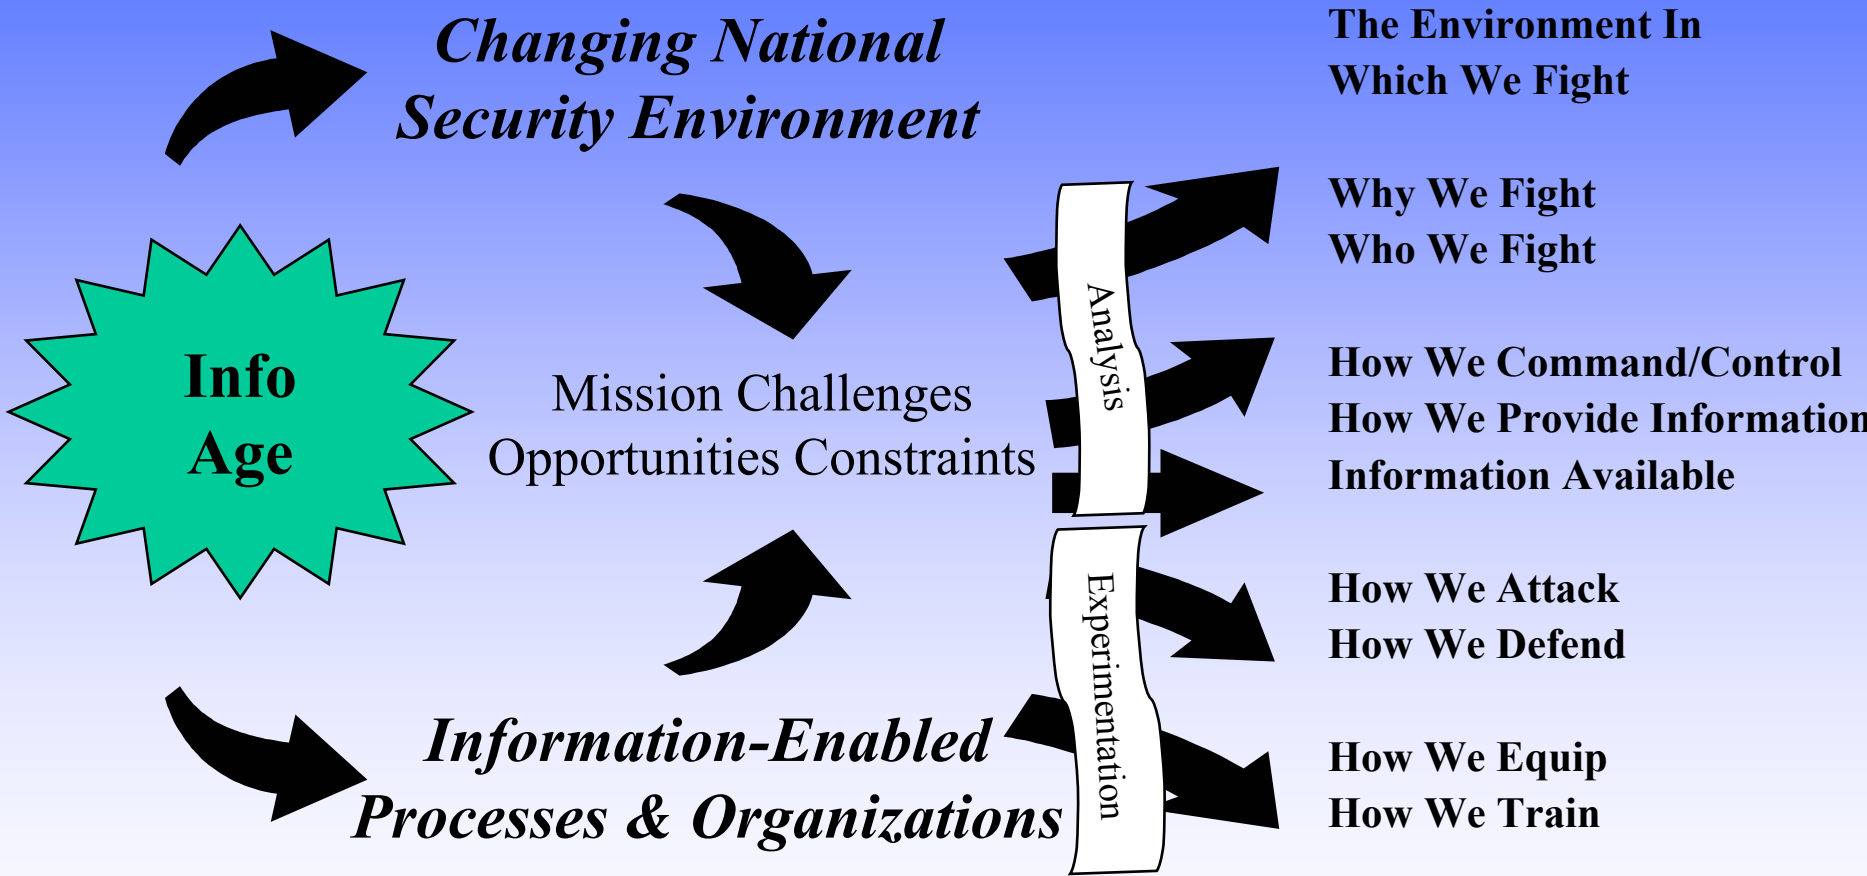 Changing National
Security Environment
Info
Age
Mission Challenges
Opportunities Constraints
Information-Enabled
Processes & Organizations
Analysis
Experimentation
The Environment In
Which We Fight
Why We Fight
Who We Fight
How We Command/Control
How We Provide Information
Information Available
How We Attack
How We Defend
How We Equip
How We Train